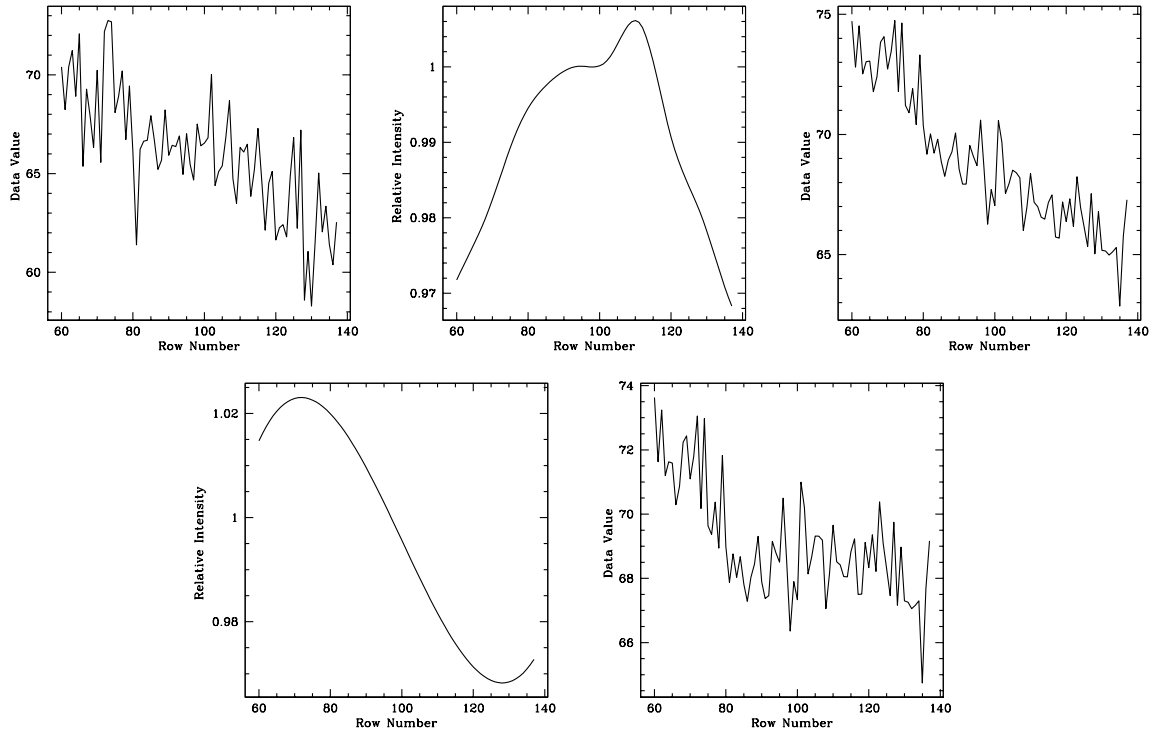 70
65
60
Data Value
60 80 100 120 140
Row Number
1
0.99
0.98
0.97
Relative Intensity
60 80 100 120 140
Row Number
75
70
65
Data Value
60 80 100 120 140
Row Number
1.02
1
0.98
Relative Intensity
60 80 100 120 140
Row Number
74
72
70
68
66
Data Value
60 80 100 120 140
Row Number